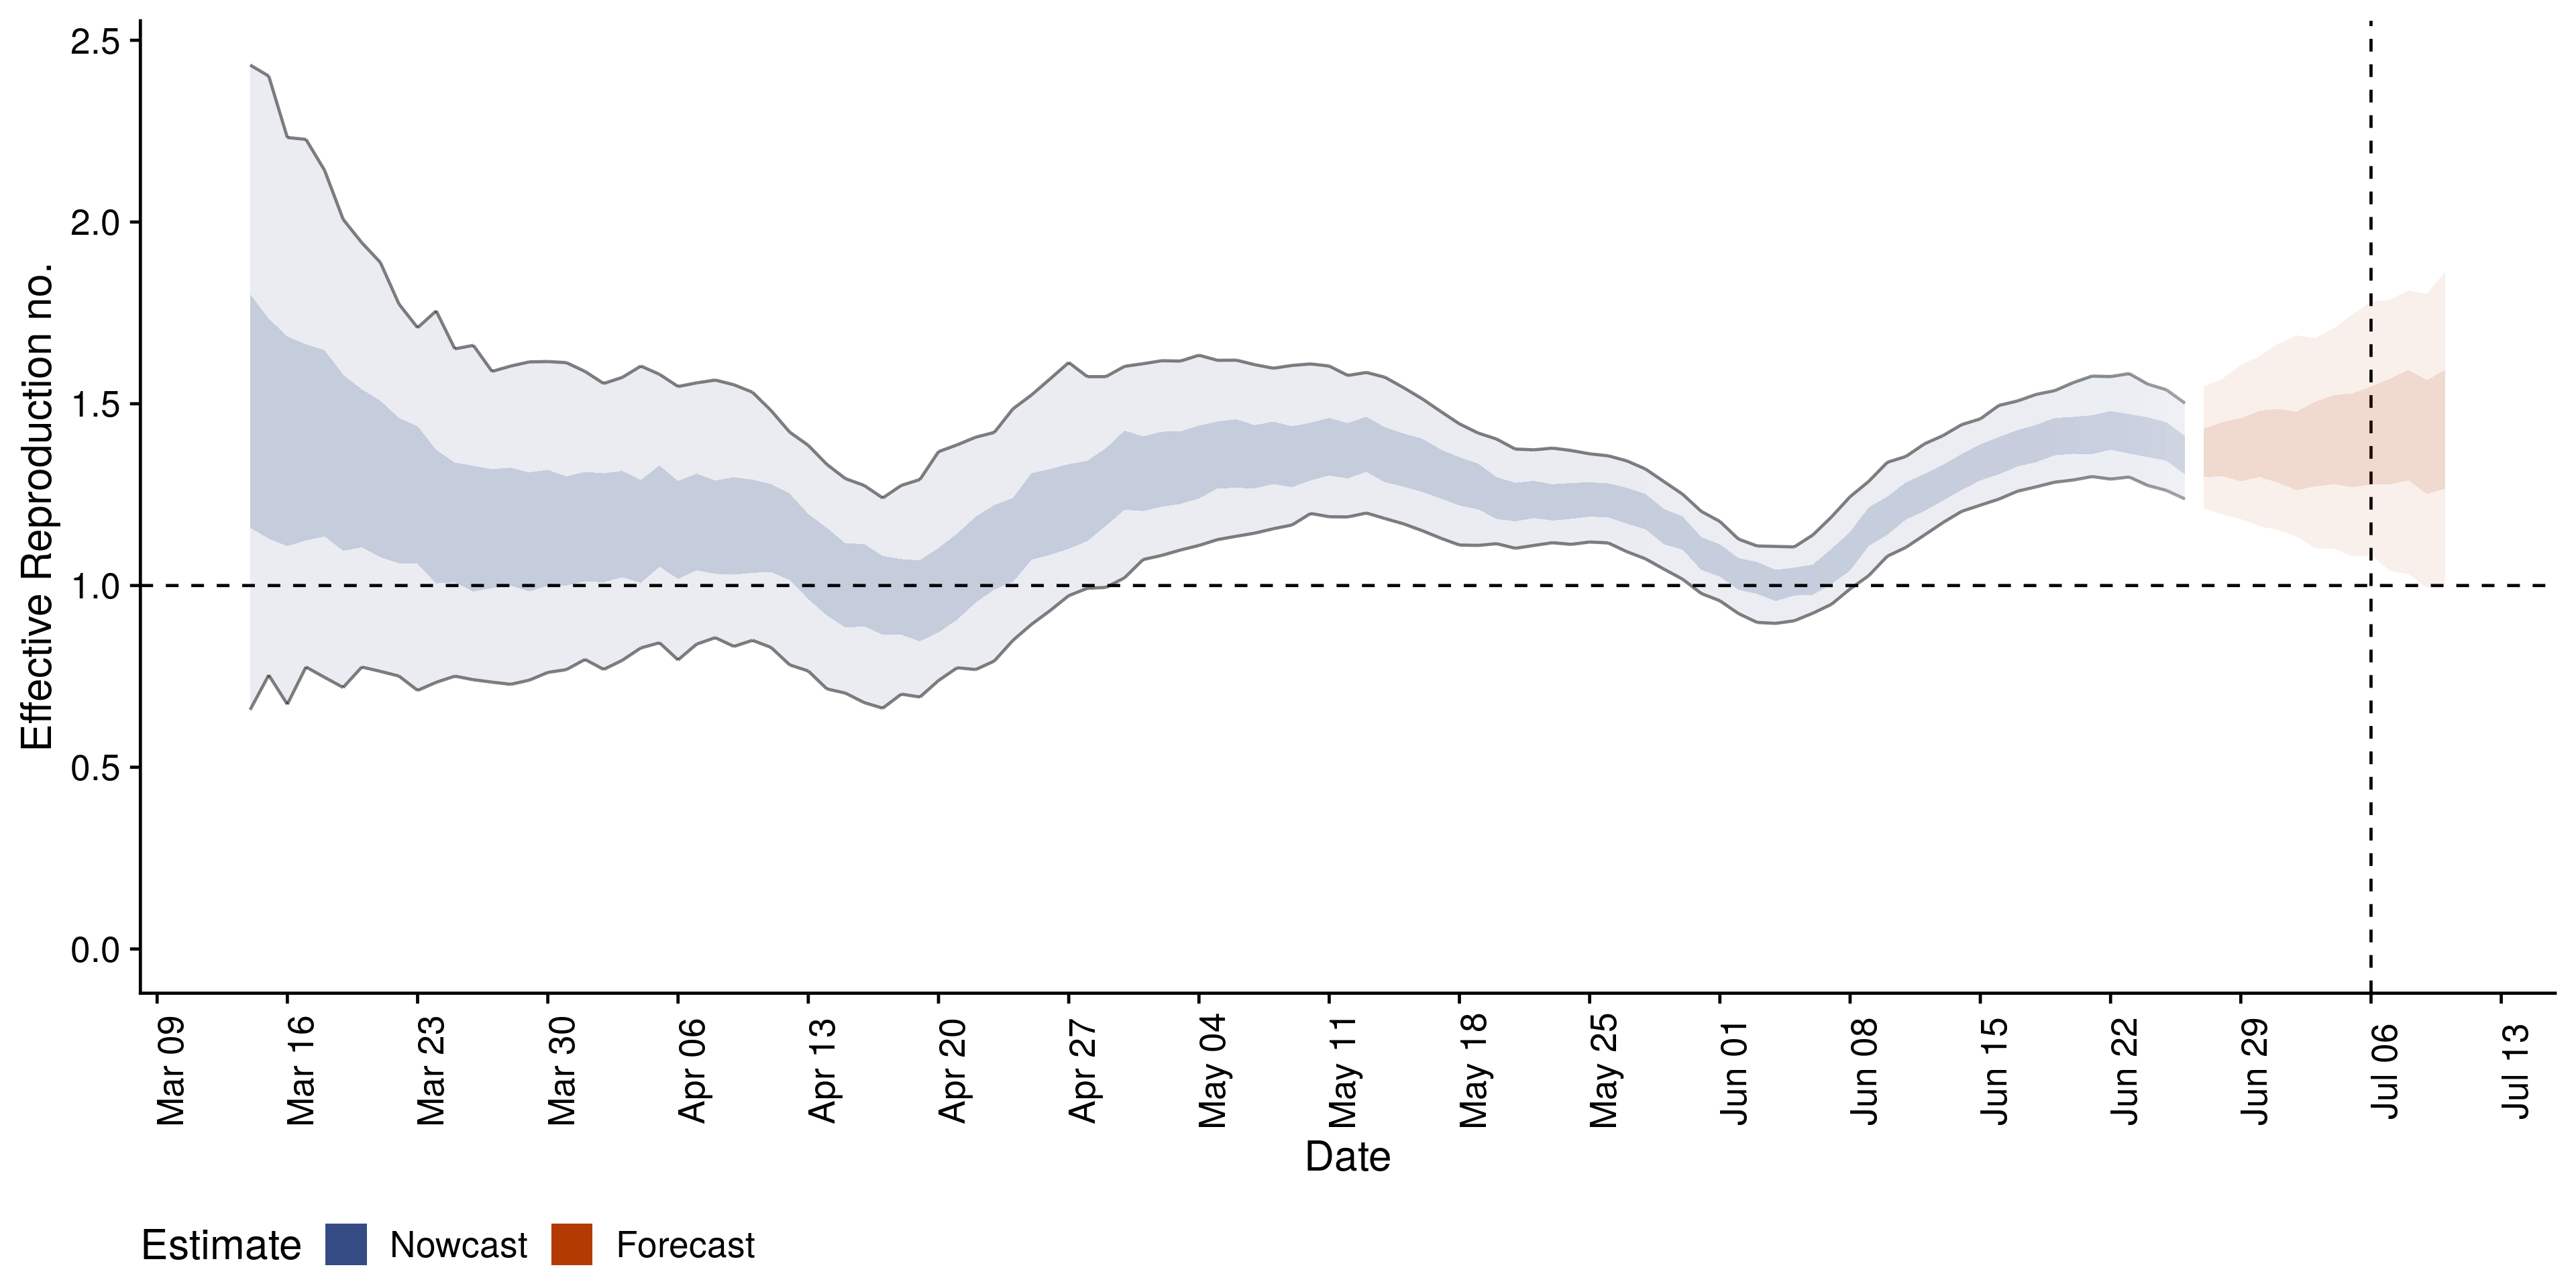 Effective Reproduction no.
2.5
2.0
1.5
1.0
0.5
0.0
Mar 09
Mar 16
Mar 23
Mar 30
Apr 06
Apr 13
Apr 20
Apr 27
May 04
May 11
May 18
May 25
Jun 01
Jun 08
Jun 15
Jun 22
Jun 29
Jul 06
Jul 13
Date
Estimate Nowcast Forecast